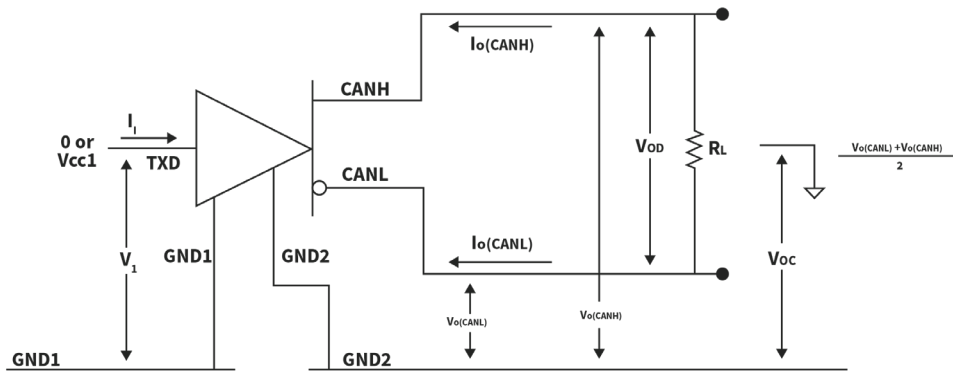 Io(CANH)
CANH
II
0 or
Vcc1
TXD
VOD
RL
Vo(CANL) +Vo(CANH)
2
CANL
Io(CANL)
V1
GND1
GND2
VOC
Vo(CANL)
Vo(CANH)
GND1
GND2